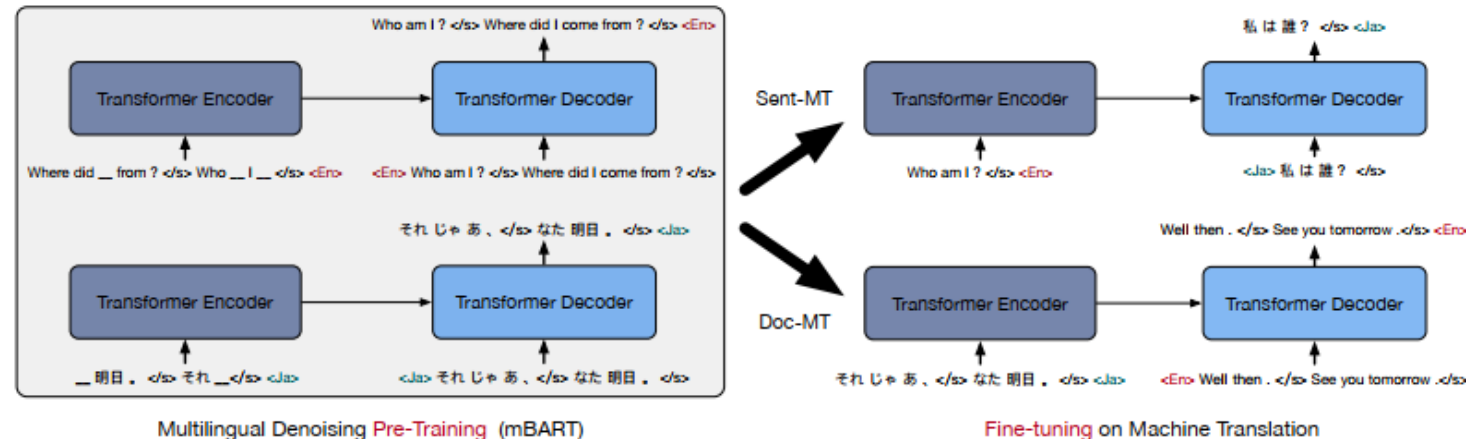 Who am I ? </s> Where did I come from ? </s> <En>
Transformer Encoder
Transformer Decoder
Where did __ from ? </s> Who __ I __ </s> <En>
<En> Who am I ? </s> Where did I come from ? </s>
それ じゃ あ 、 </s> なた 明日 。 </s> <Ja>
Transformer Encoder
Transformer Decoder
__ 明日 。 </s> それ __ </s> <Ja>
<Ja> それ じゃ あ 、 </s> なた 明日 。 </s>
Multilingual Denoising Pre-Training (mBART)
Sent-MT
Doc-MT
私 は 誰 ? </s> <Ja>
Transformer Encoder
Transformer Decoder
Who am I ? </s> <En>
<Ja> 私 は 誰 ? </s>
Well then . </s> See you tomorrow .</s> <En>
Transformer Encoder
Transformer Decoder
それ じゃ あ 、 </s> なた 明日 。 </s> <Ja>
<En> Well then . </s> See you tomorrow .</s>
Fine-tuning on Machine Translation